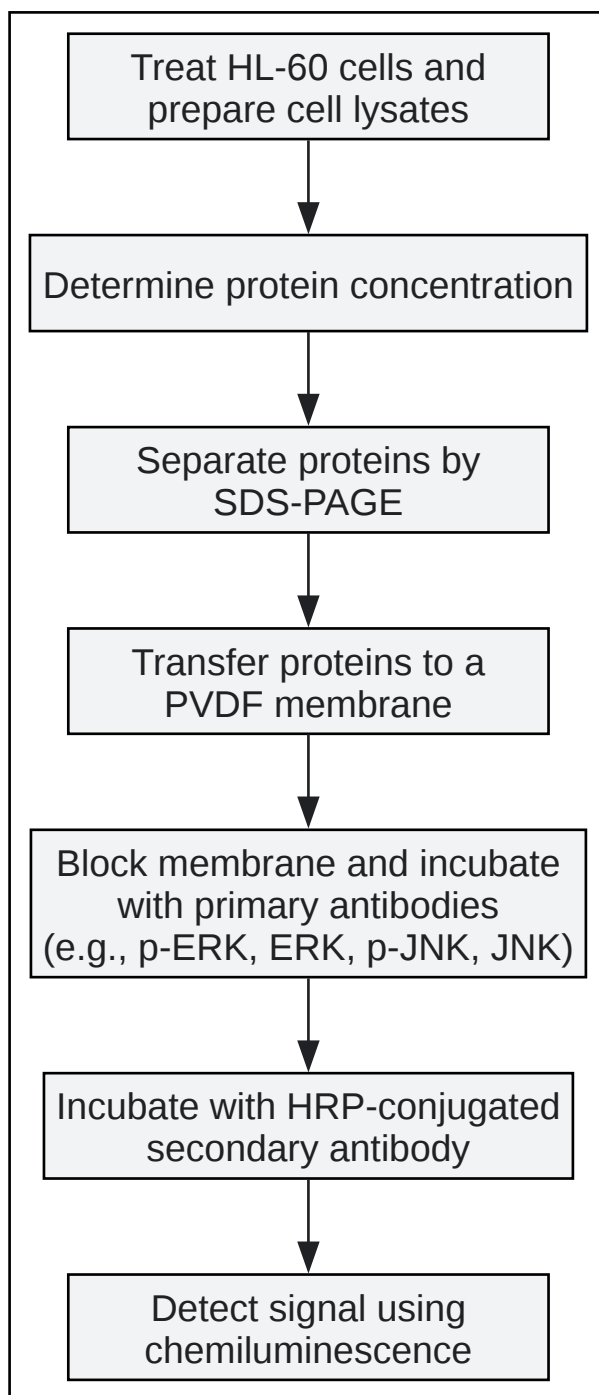 Treat HL-60 cells and
prepare cell lysates
Determine protein concentration
Separate proteins by
SDS-PAGE
Transfer proteins to a
PVDF membrane
Block membrane and incubate
with primary antibodies
(e.g., p-ERK, ERK, p-JNK, JNK)
Incubate with HRP-conjugated
secondary antibody
Detect signal using
chemiluminescence